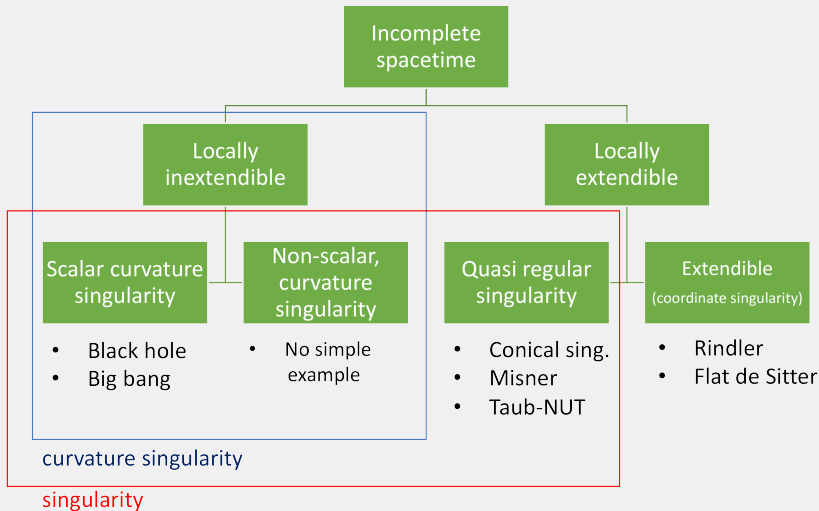 Incomplete
spacetime
Locally
inextendible
Locally
extendible
Scalar curvature
singularity
Non-scalar,
curvature
singularity
Quasi regular
singularity
Extendible
(coordinate singularity)
• Black hole
• Big bang
• No simple
example
• Conical sing.
• Misner
• Taub-NUT
• Rindler
• Flat de Sitter
curvature singularity
singularity